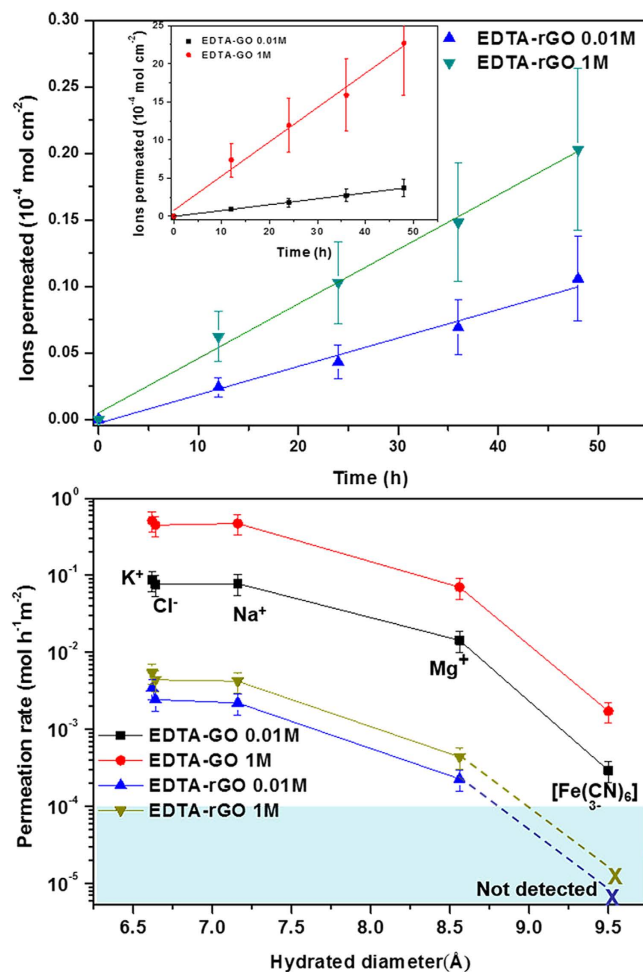 EDTA-GO 0.01M
EDTA-GO 1M
Ions permeated (10⁻⁴ mol cm⁻²)
25
20
15
10
5
0
0 10 20 30 40 50
Time (h)
EDTA-rGO 0.01M
EDTA-rGO 1M
Ions permeated (10⁻⁴ mol cm⁻²)
0.30
0.25
0.20
0.15
0.10
0.05
0.00
0 10 20 30 40 50
Time (h)
Permeation rate (mol h⁻¹m⁻²)
10⁰
10⁻¹
10⁻²
10⁻³
10⁻⁴
10⁻⁵
K⁺
Cl⁻
Na⁺
Mg⁺
[Fe(CN)₆]
3-
EDTA-GO 0.01M
EDTA-GO 1M
EDTA-rGO 0.01M
EDTA-rGO 1M
X
Not detected X
6.5 7.0 7.5 8.0 8.5 9.0 9.5
Hydrated diameter(Å)